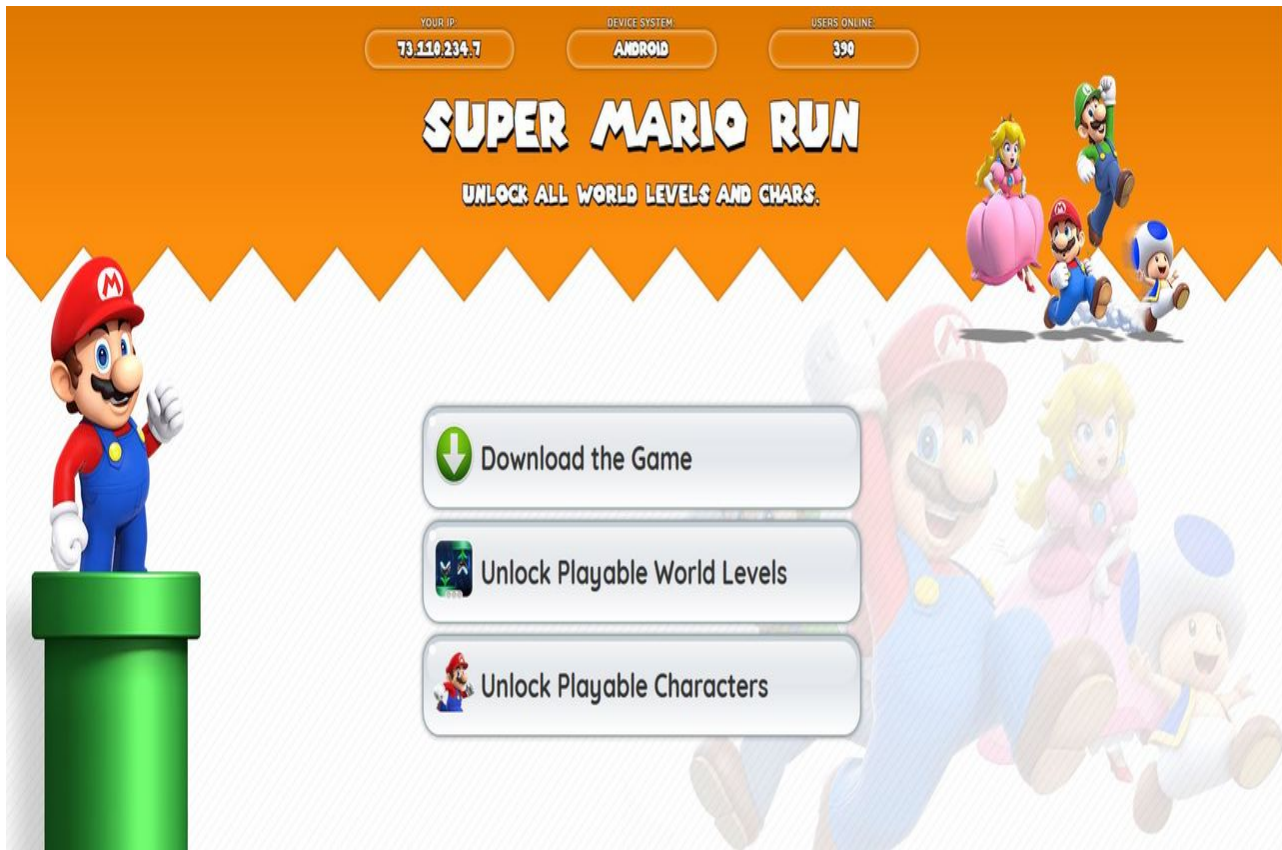 YOUR IP:
73.110.234.7
DEVICE SYSTEM:
ANDROID
USERS ONLINE:
390
SUPER MARIO RUN
UNLOCK ALL WORLD LEVELS AND CHARS.
Download the Game
Unlock Playable World Levels
Unlock Playable Characters